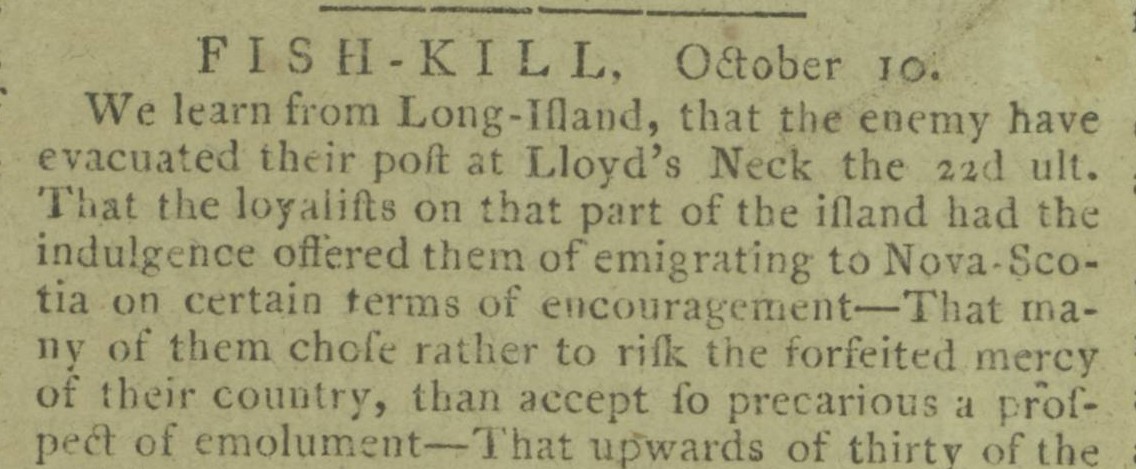 FISH-KILL, October 10.
We learn from Long-Iſland, that the enemy have
evacuated their poſt at Lloyd's Neck the 22d ult.
That the loyaliſts on that part of the iſland had the
indulgence offered them of emigrating to Nova-Sco-
tia on certain terms of encouragement—That ma-
ny of them choſe rather to riſk the forfeited mercy
of their country, than accept ſo precarious a proſ-
pect of emolument—That upwards of thirty of the